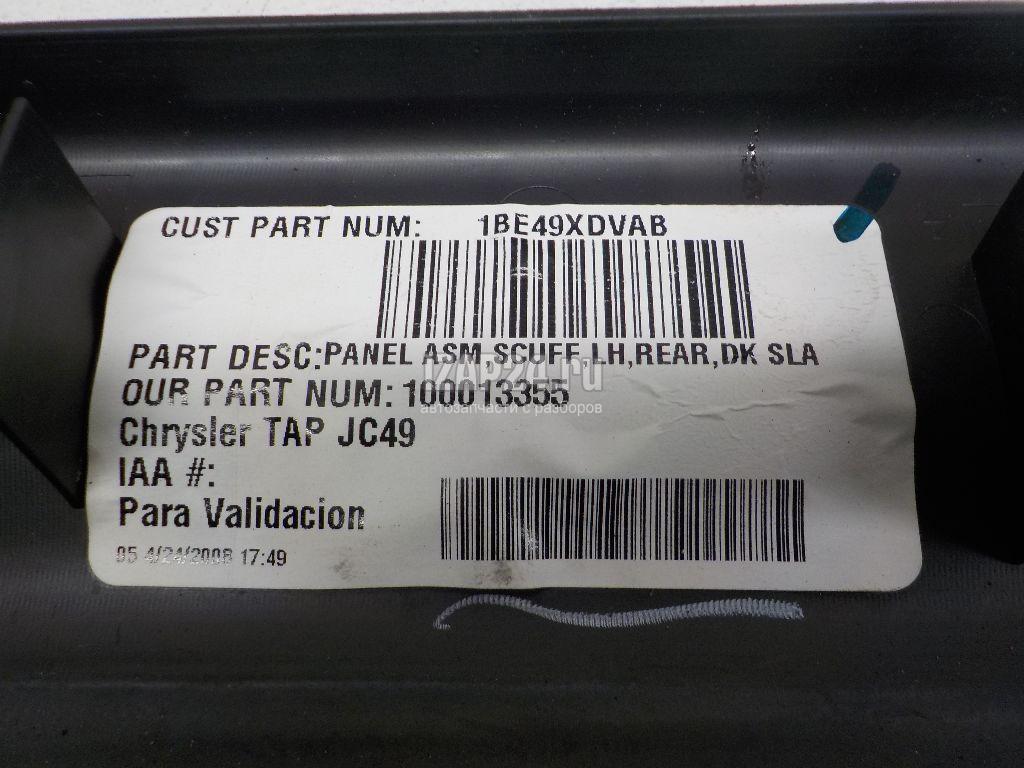 CUST PART NUM: 1BE49XDVAB
PART DESC:PANEL ASM,SCUFF,LH,REAR,DK SLA
OUR PART NUM: 100013355
IZAP24.ru
автозапчасти с разборов
Chrysler TAP JC49
IAA #:
Para Validacion
05 4/24/2008 17:49